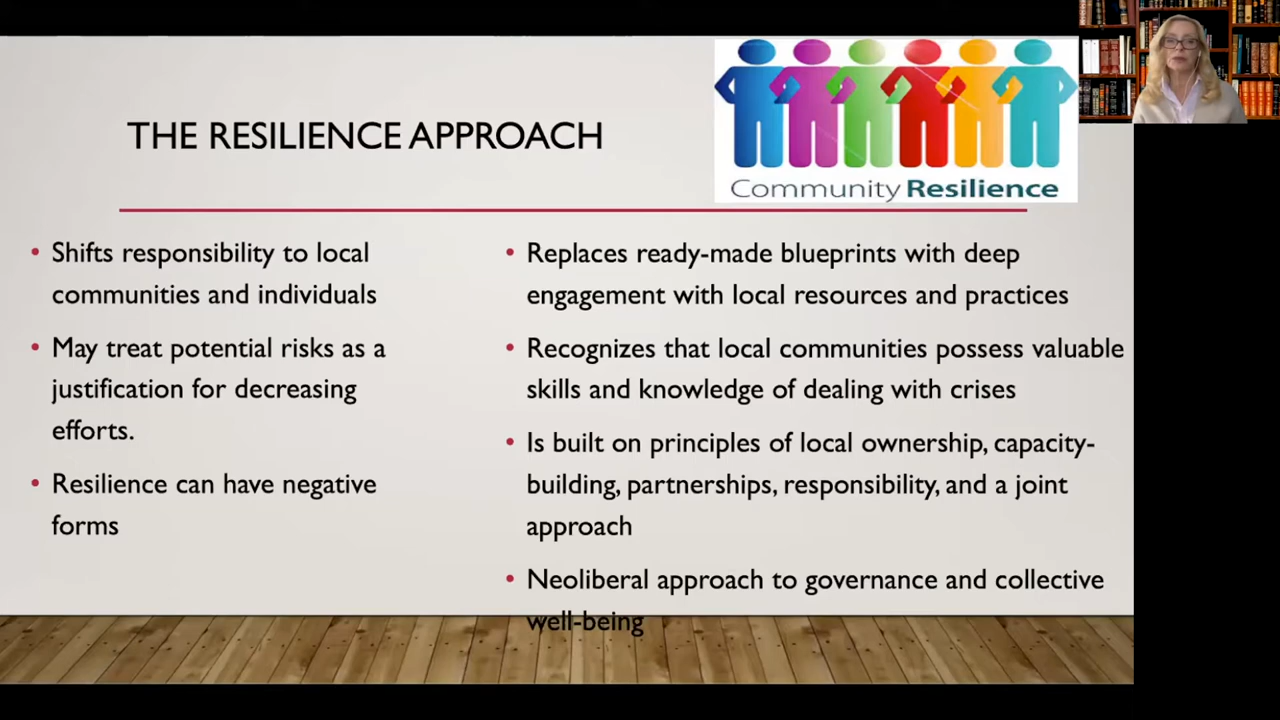 THE RESILIENCE APPROACH
Community Resilience
• Shifts responsibility to local
communities and individuals
• May treat potential risks as a
justification for decreasing
efforts.
• Resilience can have negative
forms
• Replaces ready-made blueprints with deep
engagement with local resources and practices
• Recognizes that local communities possess valuable
skills and knowledge of dealing with crises
• Is built on principles of local ownership, capacity-
building, partnerships, responsibility, and a joint
approach
• Neoliberal approach to governance and collective
well-being